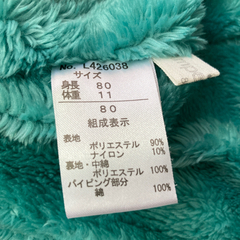 No. L426038
サイズ
身長 80
体重 11
80
組成表示
表地
ポリエステル 90%
ナイロン 10%
裏地・中綿
ポリエステル 100%
パイピング部分
綿 100%